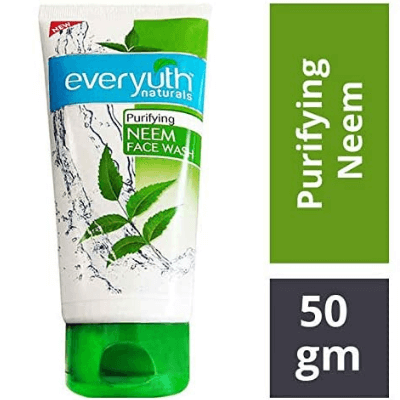 NEW
everyuth
naturals
Purifying
NEEM
FACE WASH
Purifying
Neem
50
gm